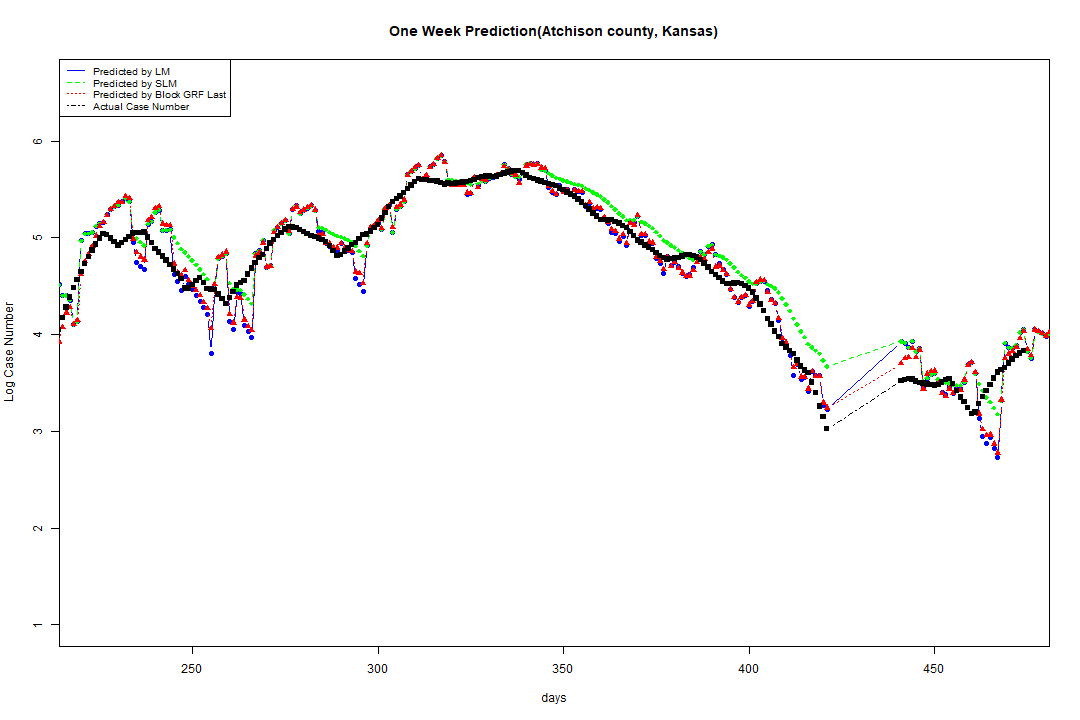 One Week Prediction(Atchison county, Kansas)
Predicted by LM
Predicted by SLM
Predicted by Block GRF Last
Actual Case Number
6
5
4
3
2
1
Log Case Number
250 300 350 400 450
days